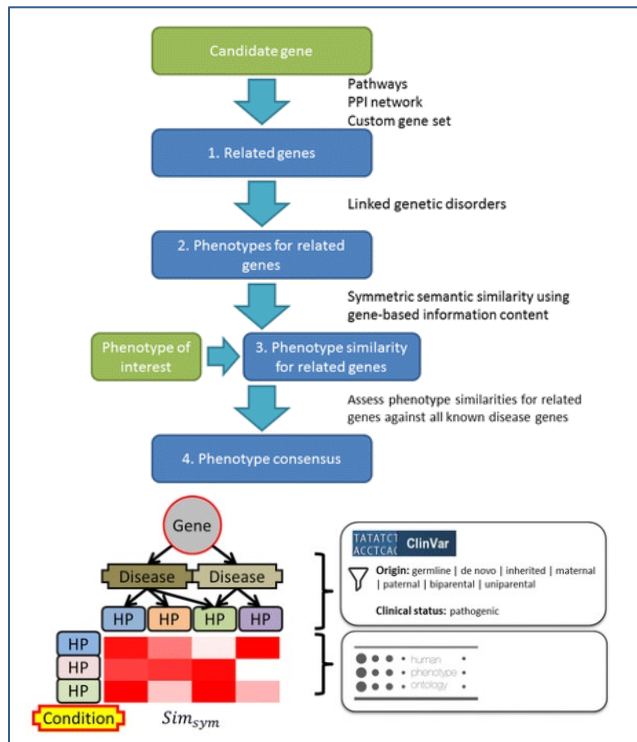 Candidate gene
Pathways
PPI network
Custom gene set
1. Related genes
Linked genetic disorders
2. Phenotypes for related
genes
Symmetric semantic similarity using
gene-based information content
Phenotype of
interest
3. Phenotype similarity
for related genes
Assess phenotype similarities for related
genes against all known disease genes
4. Phenotype consensus
Gene
Disease Disease
HP HP HP HP
HP
HP
HP
Condition
Sim_sym
TATATCT
ACCTCAC
ClinVar
Origin: germline | de novo | inherited | maternal
| paternal | biparental | uniparental
Clinical status: pathogenic
human
phenotype
ontology